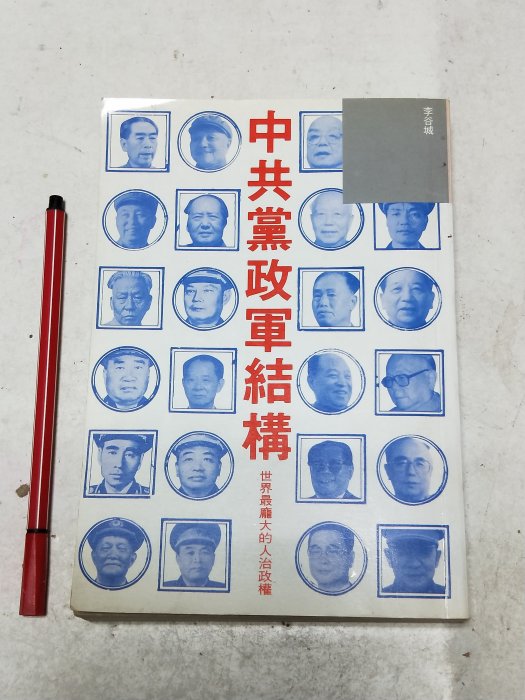 李谷城
中共黨政軍結構
世界最龐大的人治政權